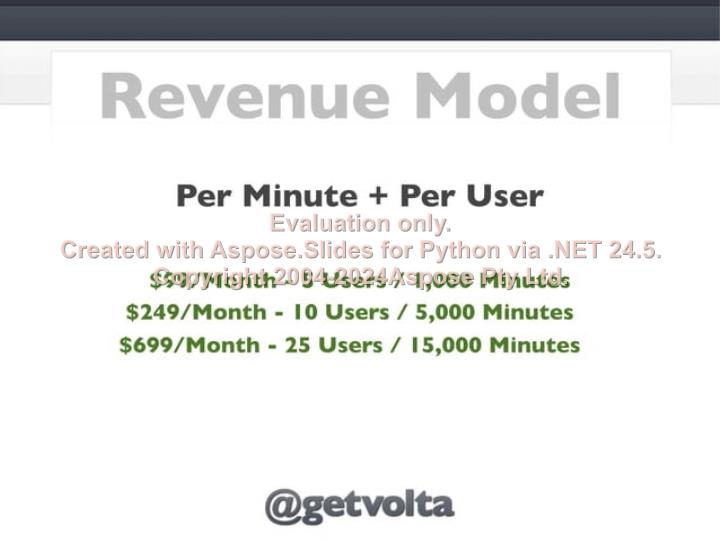 Revenue Model
Per Minute + Per User
Evaluation only.
Created with Aspose.Slides for Python via .NET 24.5.
Copyright 2004-2024Aspose Pty Ltd.
5 Users / 1,000 Minutes
$249/Month - 10 Users / 5,000 Minutes
$699/Month - 25 Users / 15,000 Minutes
@getvolta